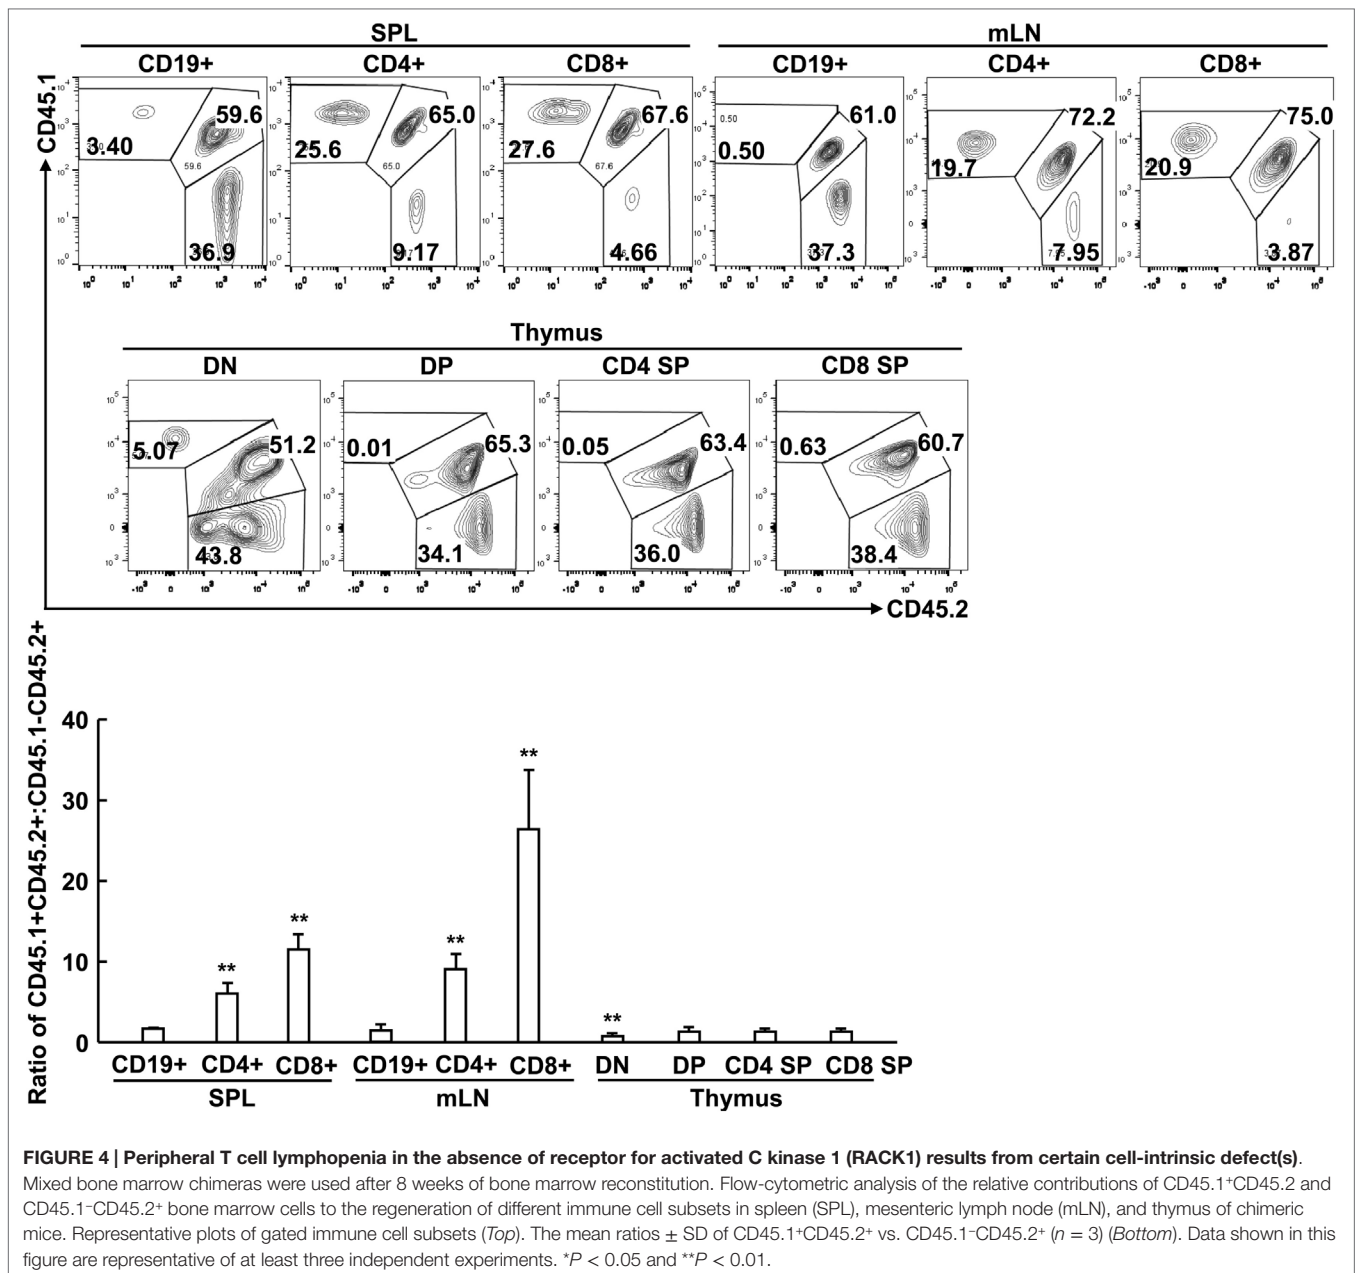 SPL
mLN
CD19+ CD4+ CD8+ CD19+ CD4+ CD8+
CD45.1
3.40 59.6 36.9
25.6 65.0 9.17
27.6 67.6 4.66
0.50 61.0 37.3
19.7 72.2 7.95
20.9 75.0 3.87
Thymus
DN DP CD4 SP CD8 SP
5.07 51.2 43.8
0.01 65.3 34.1
0.05 63.4 36.0
0.63 60.7 38.4
CD45.2
Ratio of CD45.1+CD45.2+:CD45.1-CD45.2+
40
30
20
10
0
** ** ** ** **
CD19+ CD4+ CD8+ CD19+ CD4+ CD8+ DN DP CD4 SP CD8 SP
SPL mLN Thymus
FIGURE 4 | Peripheral T cell lymphopenia in the absence of receptor for activated C kinase 1 (RACK1) results from certain cell-intrinsic defect(s).
Mixed bone marrow chimeras were used after 8 weeks of bone marrow reconstitution. Flow-cytometric analysis of the relative contributions of CD45.1⁺CD45.2 and
CD45.1⁻CD45.2⁺ bone marrow cells to the regeneration of different immune cell subsets in spleen (SPL), mesenteric lymph node (mLN), and thymus of chimeric
mice. Representative plots of gated immune cell subsets (Top). The mean ratios ± SD of CD45.1⁺CD45.2⁺ vs. CD45.1⁻CD45.2⁺ (n = 3) (Bottom). Data shown in this
figure are representative of at least three independent experiments. *P < 0.05 and **P < 0.01.